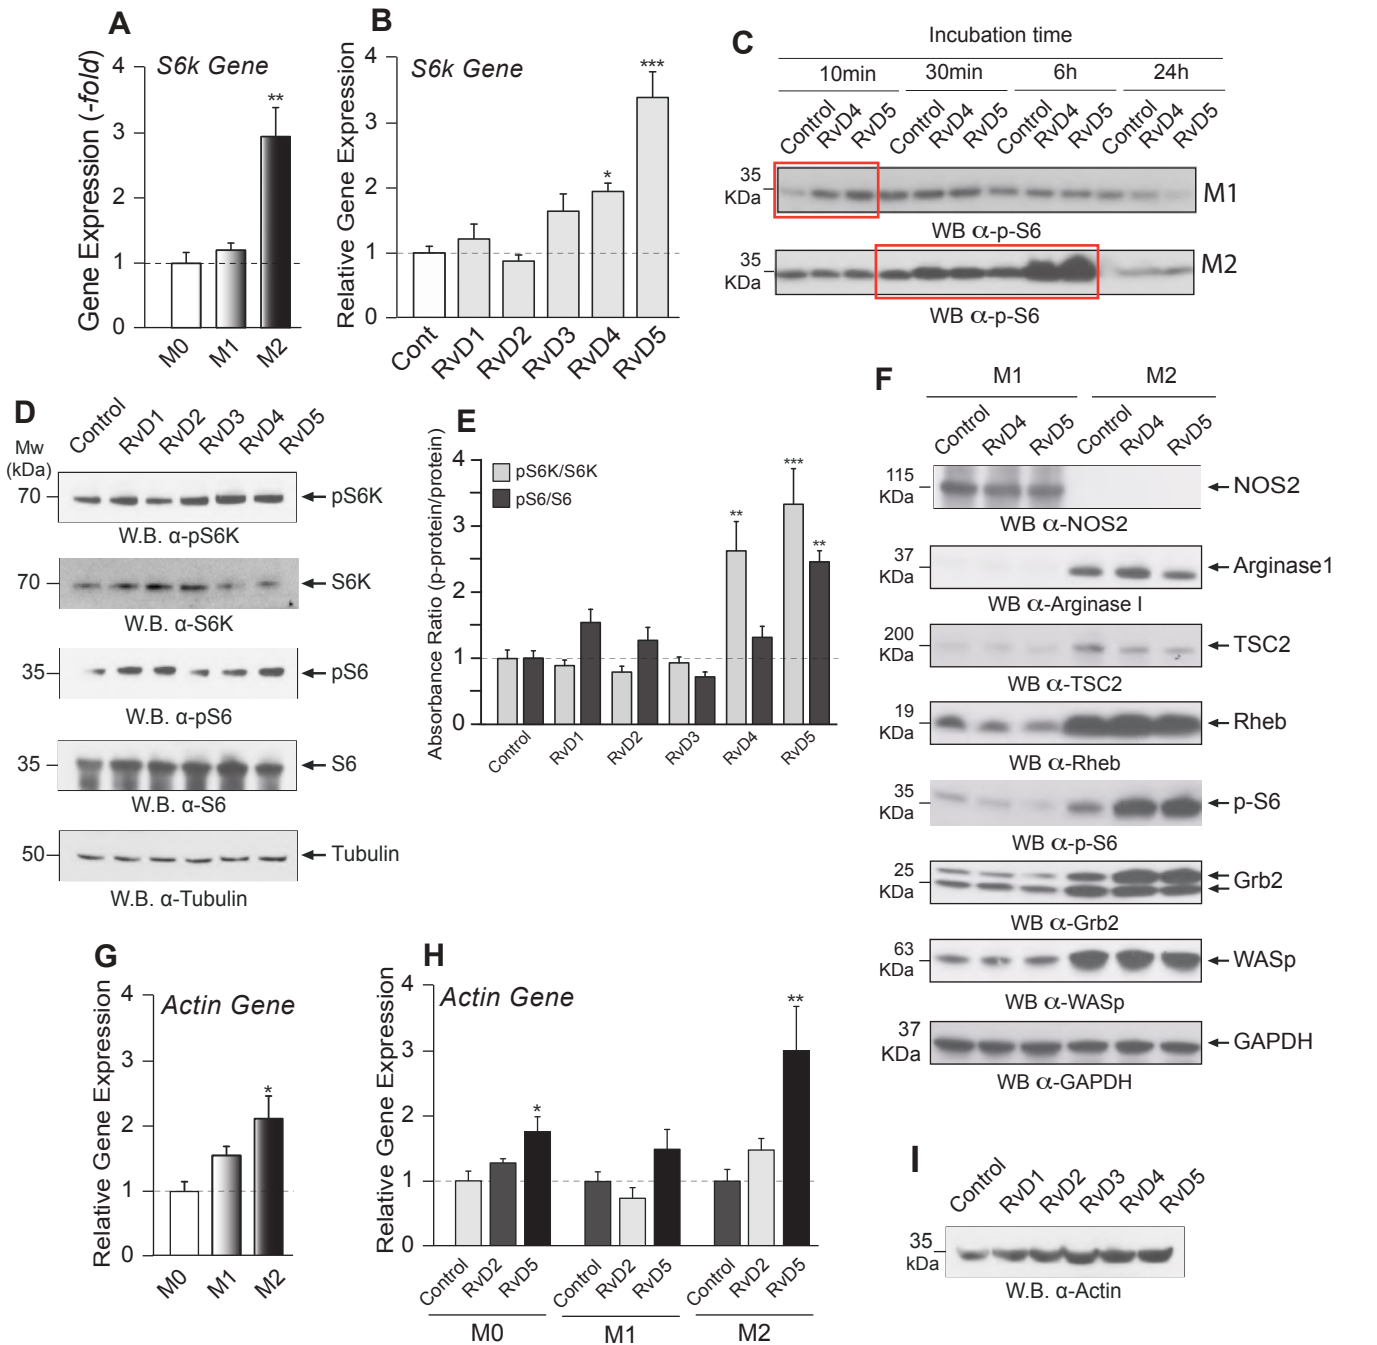 A
S6k Gene
Gene Expression (-fold)
4
3
2
1
0
**
M0
M1
M2
B
S6k Gene
Relative Gene Expression
4
3
2
1
0
*
***
Cont
RvD1
RvD2
RvD3
RvD4
RvD5
C
Incubation time
10min 30min 6h 24h
Control RvD4 RvD5 Control RvD4 RvD5 Control RvD4 RvD5 Control RvD4 RvD5
35
KDa
M1
WB α-p-S6
35
KDa
M2
WB α-p-S6
D
Control RvD1 RvD2 RvD3 RvD4 RvD5
Mw
(kDa)
70
pS6K
W.B. α-pS6K
70
S6K
W.B. α-S6K
35
pS6
W.B. α-pS6
35
S6
W.B. α-S6
50
Tubulin
W.B. α-Tubulin
E
Absorbance Ratio (p-protein/protein)
4
3
2
1
0
pS6K/S6K
pS6/S6
**
***
**
Control
RvD1
RvD2
RvD3
RvD4
RvD5
F
M1 M2
Control RvD4 RvD5 Control RvD4 RvD5
115
KDa
NOS2
WB α-NOS2
37
KDa
Arginase1
WB α-Arginase I
200
KDa
TSC2
WB α-TSC2
19
KDa
Rheb
WB α-Rheb
35
KDa
p-S6
WB α-p-S6
25
KDa
Grb2
WB α-Grb2
63
KDa
WASp
WB α-WASp
37
KDa
GAPDH
WB α-GAPDH
G
Actin Gene
Relative Gene Expression
4
3
2
1
0
*
M0
M1
M2
H
Actin Gene
Relative Gene Expression
4
3
2
1
0
*
**
Control RvD2 RvD5 Control RvD2 RvD5 Control RvD2 RvD5
M0 M1 M2
I
Control RvD1 RvD2 RvD3 RvD4 RvD5
35
kDa
W.B. α-Actin